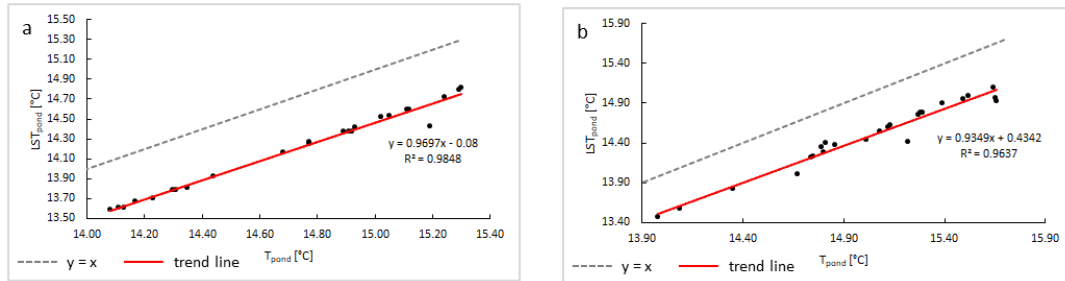 a
15.50
15.30
15.10
14.90
14.70
14.50
14.30
14.10
13.90
13.70
13.50
LSTpond [°C]
y = 0.9697x - 0.08
R² = 0.9848
14.00 14.20 14.40 14.60 14.80 15.00 15.20 15.40
Tpond [°C]
y = x trend line
b
15.90
15.40
14.90
14.40
13.90
13.40
LSTpond [°C]
y = 0.9349x + 0.4342
R² = 0.9637
13.90 14.40 14.90 15.40 15.90
Tpond [°C]
y = x trend line